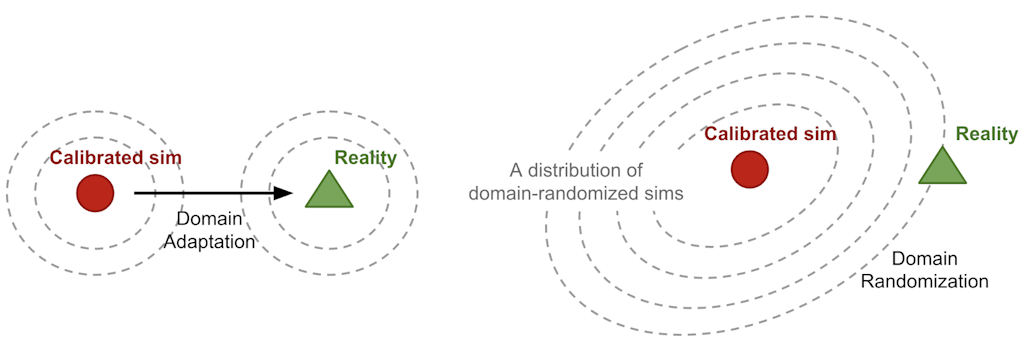 Calibrated sim
Reality
Domain
Adaptation
Calibrated sim
Reality
A distribution of
domain-randomized sims
Domain
Randomization